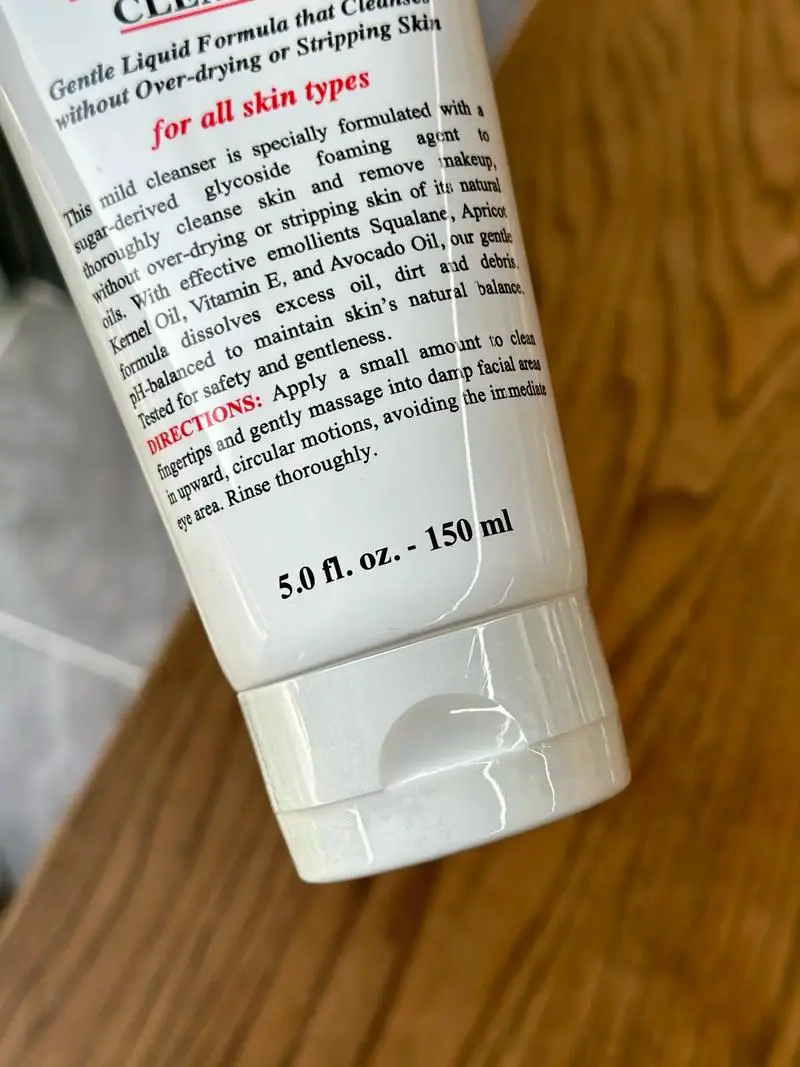 Gentle Liquid Formula that Cleanses
without Over-drying or Stripping Skin
for all skin types
This mild cleanser is specially formulated with a
sugar-derived glycoside foaming agent to
thoroughly cleanse skin and remove makeup,
without over-drying or stripping skin of its natural
oils. With effective emollients Squalane, Apricot
Kernel Oil, Vitamin E, and Avocado Oil, our gentle
formula dissolves excess oil, dirt and debris.
pH-balanced to maintain skin's natural balance.
Tested for safety and gentleness.
DIRECTIONS: Apply a small amount to clean
fingertips and gently massage into damp facial areas
in upward, circular motions, avoiding the immediate
eye area. Rinse thoroughly.
5.0 fl. oz. - 150 ml